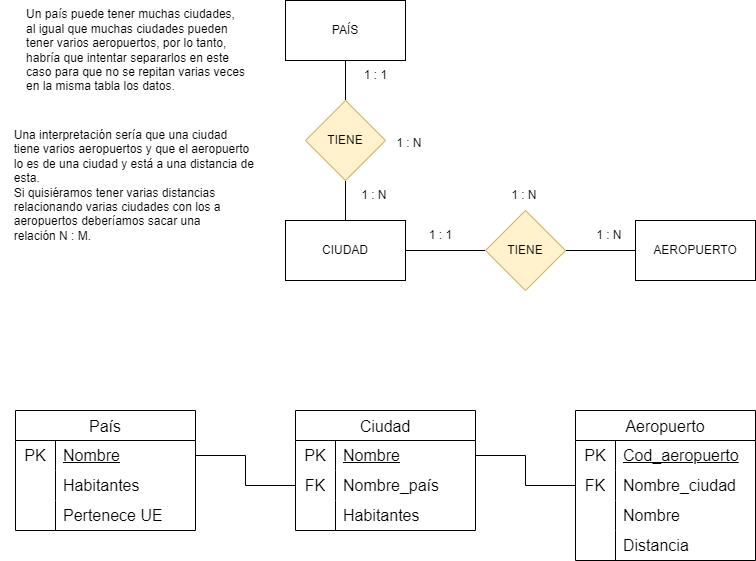 Un país puede tener muchas ciudades,
al igual que muchas ciudades pueden
tener varios aeropuertos, por lo tanto,
habría que intentar separarlos en este
caso para que no se repitan varias veces
en la misma tabla los datos.
PAÍS
1 : 1
Una interpretación sería que una ciudad
tiene varios aeropuertos y que el aeropuerto
lo es de una ciudad y está a una distancia de
esta.
Si quisiéramos tener varias distancias
relacionando varias ciudades con los a
aeropuertos deberíamos sacar una
relación N : M.
TIENE
1 : N
1 : N
CIUDAD
1 : 1
1 : N
TIENE
1 : N
AEROPUERTO
País
PK Nombre
Habitantes
Pertenece UE
Ciudad
PK Nombre
FK Nombre_país
Habitantes
Aeropuerto
PK Cod_aeropuerto
FK Nombre_ciudad
Nombre
Distancia